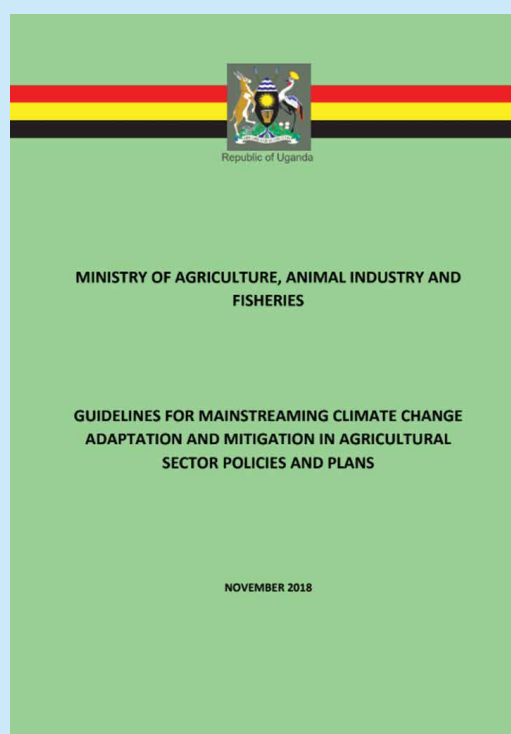 Republic of Uganda
MINISTRY OF AGRICULTURE, ANIMAL INDUSTRY AND
FISHERIES
GUIDELINES FOR MAINSTREAMING CLIMATE CHANGE
ADAPTATION AND MITIGATION IN AGRICULTURAL
SECTOR POLICIES AND PLANS
NOVEMBER 2018